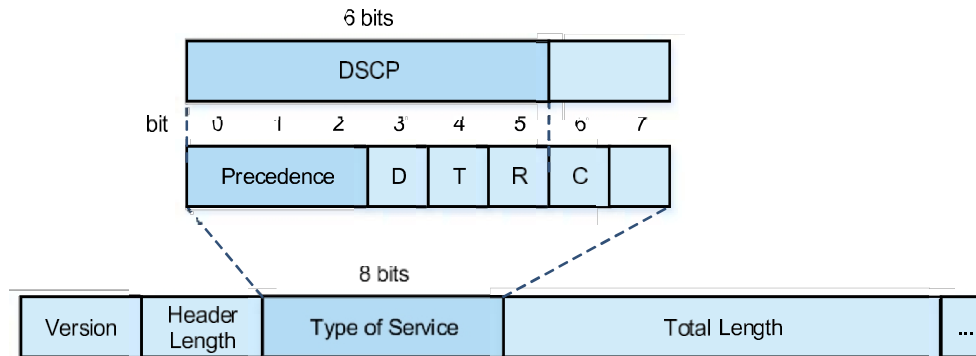 6 bits
DSCP
bit 0 1 2 3 4 5 6 7
Precedence D T R C
8 bits
Version Header Length Type of Service Total Length ...